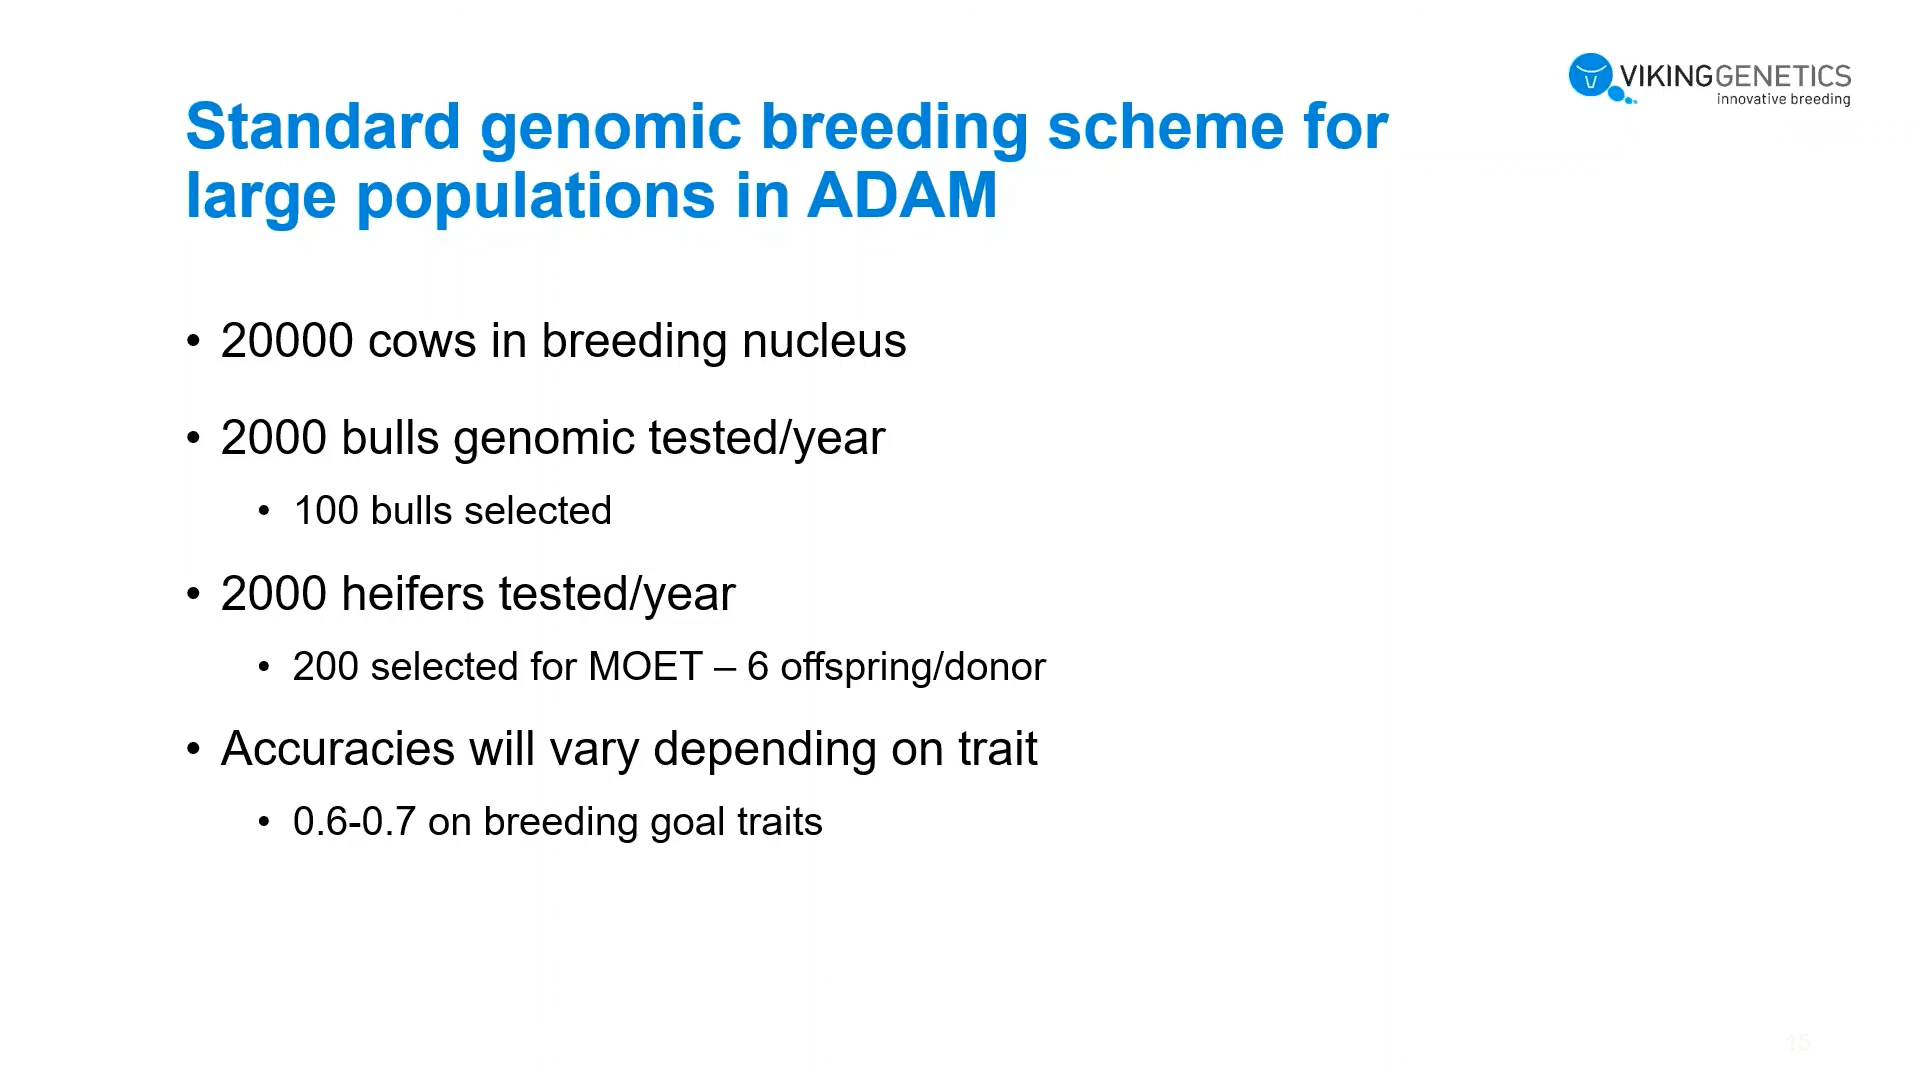 VIKINGGENETICS
innovative breeding
Standard genomic breeding scheme for
large populations in ADAM
• 20000 cows in breeding nucleus
• 2000 bulls genomic tested/year
• 100 bulls selected
• 2000 heifers tested/year
• 200 selected for MOET – 6 offspring/donor
• Accuracies will vary depending on trait
• 0.6-0.7 on breeding goal traits
15